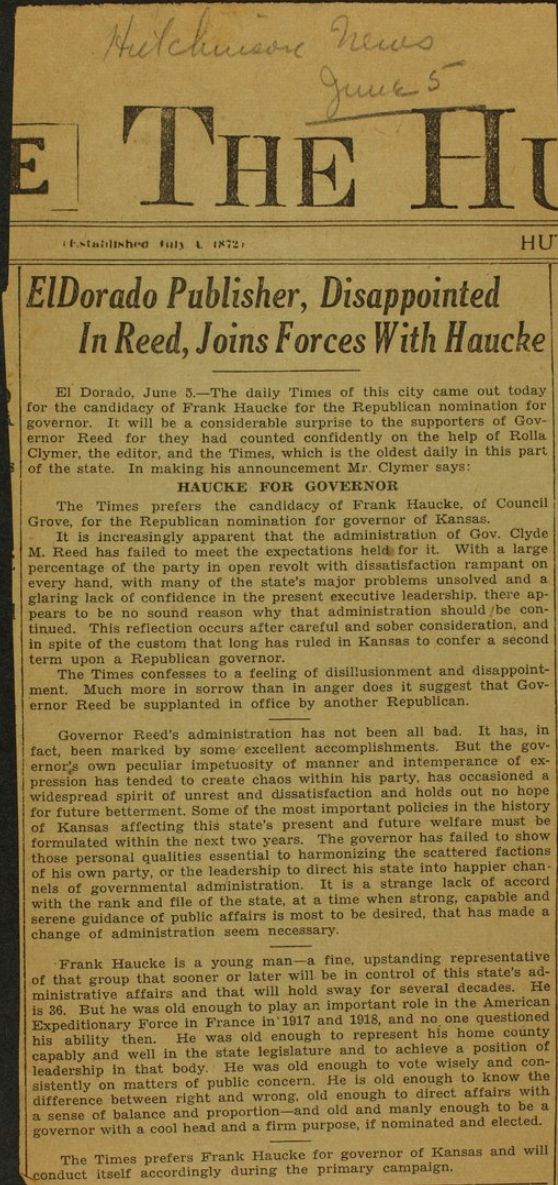 Hutchinson News
June 5
E THE HU
(Established July 4, 1872) HU
ElDorado Publisher, Disappointed
In Reed, Joins Forces With Haucke
El Dorado, June 5.—The daily Times of this city came out today
for the candidacy of Frank Haucke for the Republican nomination for
governor. It will be a considerable surprise to the supporters of Gov-
ernor Reed for they had counted confidently on the help of Rolla
Clymer, the editor, and the Times, which is the oldest daily in this part
of the state. In making his announcement Mr. Clymer says:
HAUCKE FOR GOVERNOR
The Times prefers the candidacy of Frank Haucke, of Council
Grove, for the Republican nomination for governor of Kansas.
It is increasingly apparent that the administration of Gov. Clyde
M. Reed has failed to meet the expectations held for it. With a large
percentage of the party in open revolt with dissatisfaction rampant on
every hand, with many of the state's major problems unsolved and a
glaring lack of confidence in the present executive leadership, there ap-
pears to be no sound reason why that administration should be con-
tinued. This reflection occurs after careful and sober consideration, and
in spite of the custom that long has ruled in Kansas to confer a second
term upon a Republican governor.
The Times confesses to a feeling of disillusionment and disappoint-
ment. Much more in sorrow than in anger does it suggest that Gov-
ernor Reed be supplanted in office by another Republican.
Governor Reed's administration has not been all bad. It has, in
fact, been marked by some excellent accomplishments. But the gov-
ernor's own peculiar impetuosity of manner and intemperance of ex-
pression has tended to create chaos within his party, has occasioned a
widespread spirit of unrest and dissatisfaction and holds out no hope
for future betterment. Some of the most important policies in the history
of Kansas affecting this state's present and future welfare must be
formulated within the next two years. The governor has failed to show
those personal qualities essential to harmonizing the scattered factions
of his own party, or the leadership to direct his state into happier chan-
nels of governmental administration. It is a strange lack of accord
with the rank and file of the state, at a time when strong, capable and
serene guidance of public affairs is most to be desired, that has made a
change of administration seem necessary.
Frank Haucke is a young man—a fine, upstanding representative
of that group that sooner or later will be in control of this state's ad-
ministrative affairs and that will hold sway for several decades. He
is 36. But he was old enough to play an important role in the American
Expeditionary Force in France in 1917 and 1918, and no one questioned
his ability then. He was old enough to represent his home county
capably and well in the state legislature and to achieve a position of
leadership in that body. He was old enough to vote wisely and con-
sistently on matters of public concern. He is old enough to know the
difference between right and wrong, old enough to direct affairs with
a sense of balance and proportion—and old and manly enough to be a
governor with a cool head and a firm purpose, if nominated and elected.
The Times prefers Frank Haucke for governor of Kansas and will
conduct itself accordingly during the primary campaign.